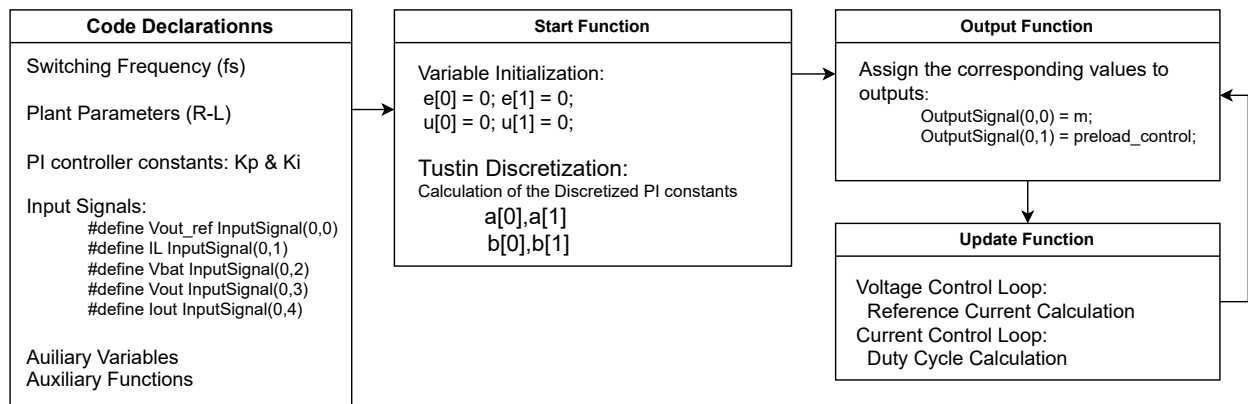 Code Declarationns
Switching Frequency (fs)
Plant Parameters (R-L)
PI controller constants: Kp & Ki
Input Signals:
#define Vout_ref InputSignal(0,0)
#define IL InputSignal(0,1)
#define Vbat InputSignal(0,2)
#define Vout InputSignal(0,3)
#define Iout InputSignal(0,4)
Auiliary Variables
Auxiliary Functions
Start Function
Variable Initialization:
e[0] = 0; e[1] = 0;
u[0] = 0; u[1] = 0;
Tustin Discretization:
Calculation of the Discretized PI constants
a[0],a[1]
b[0],b[1]
Output Function
Assign the corresponding values to
outputs:
OutputSignal(0,0) = m;
OutputSignal(0,1) = preload_control;
Update Function
Voltage Control Loop:
Reference Current Calculation
Current Control Loop:
Duty Cycle Calculation